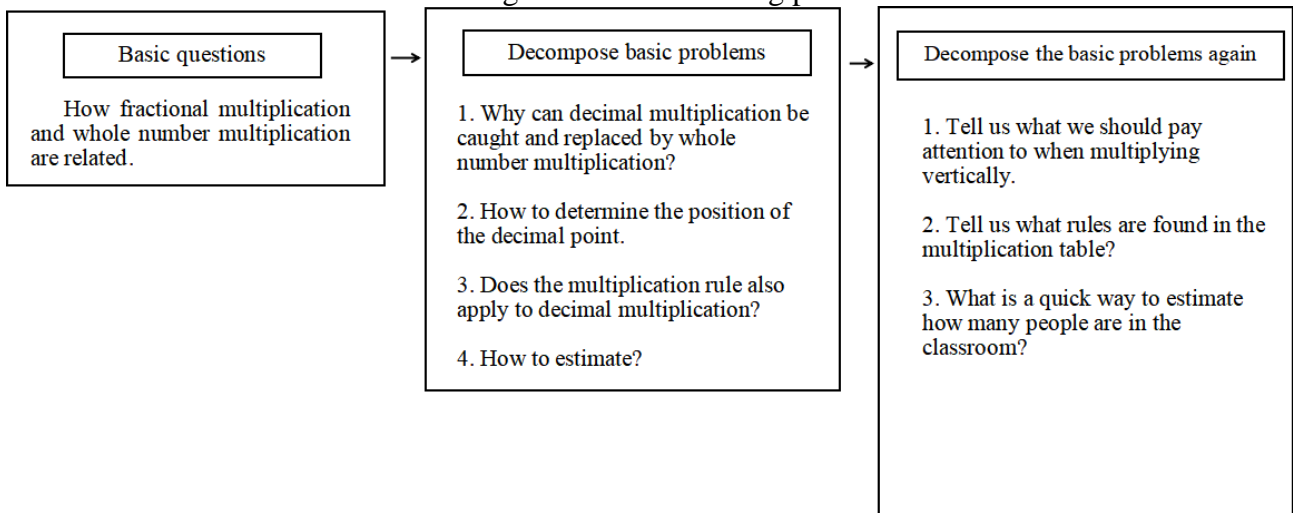 Basic questions
How fractional multiplication
and whole number multiplication
are related.
Decompose basic problems
1. Why can decimal multiplication be
caught and replaced by whole
number multiplication?
2. How to determine the position of
the decimal point.
3. Does the multiplication rule also
apply to decimal multiplication?
4. How to estimate?
Decompose the basic problems again
1. Tell us what we should pay
attention to when multiplying
vertically.
2. Tell us what rules are found in the
multiplication table?
3. What is a quick way to estimate
how many people are in the
classroom?